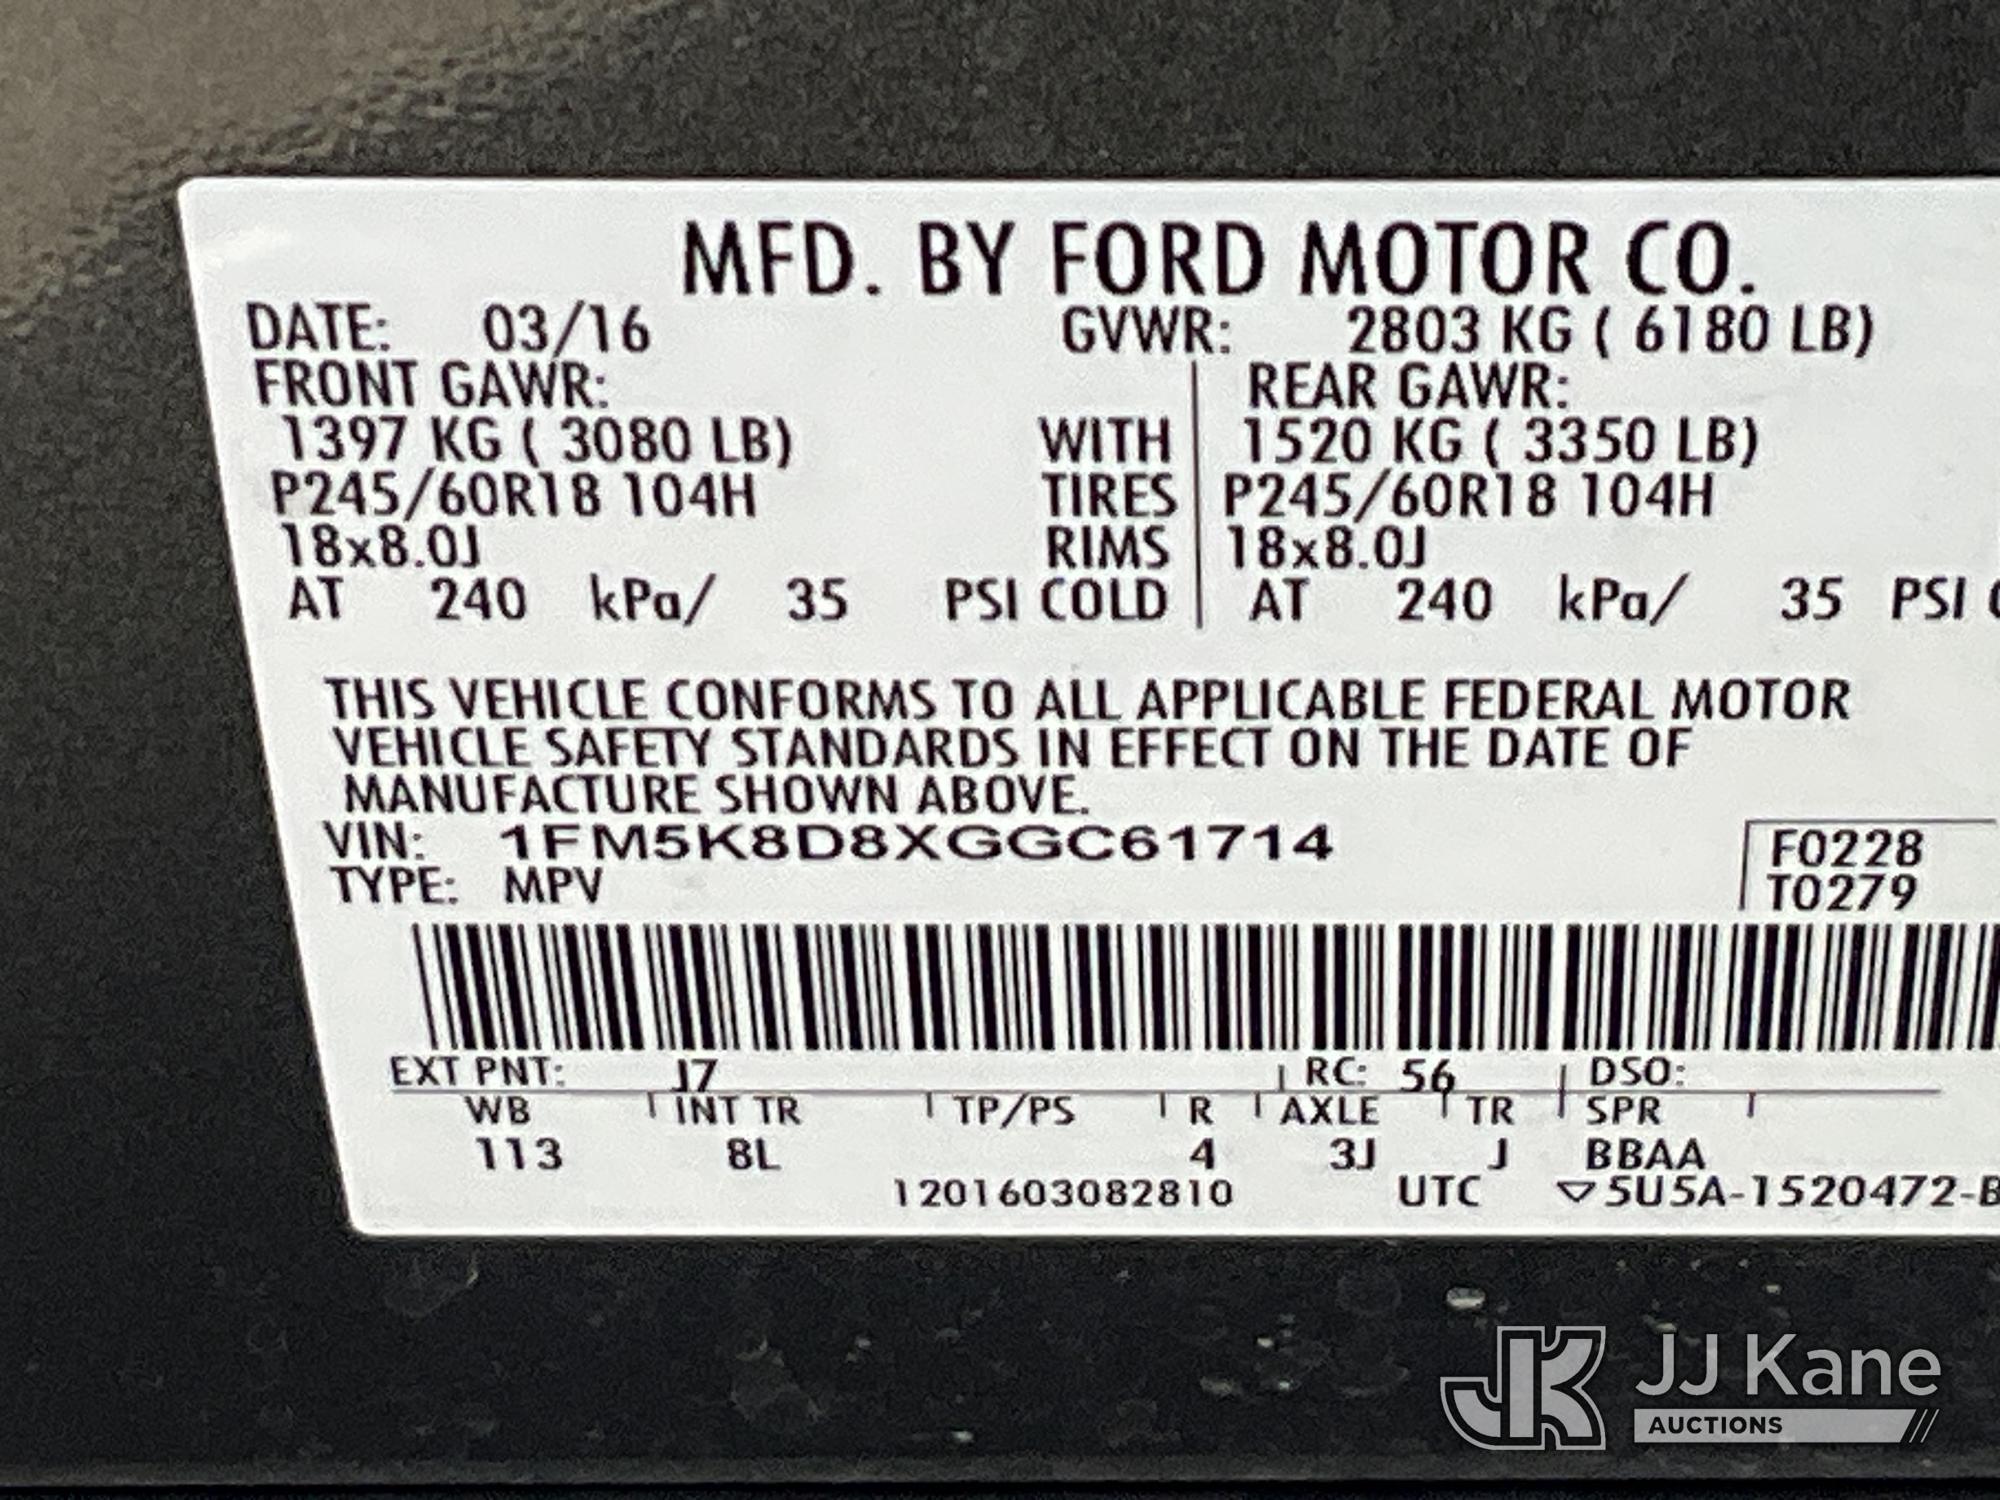 MFD. BY FORD MOTOR CO.
DATE: 03/16 GVWR: 2803 KG ( 6180 LB)
FRONT GAWR: REAR GAWR:
1397 KG ( 3080 LB) WITH 1520 KG ( 3350 LB)
P245/60R18 104H TIRES P245/60R18 104H
18x8.0J RIMS 18x8.0J
AT 240 kPa/ 35 PSI COLD AT 240 kPa/ 35 PSI
THIS VEHICLE CONFORMS TO ALL APPLICABLE FEDERAL MOTOR
VEHICLE SAFETY STANDARDS IN EFFECT ON THE DATE OF
MANUFACTURE SHOWN ABOVE.
VIN: 1FM5K8D8XGGC61714 F0228
TYPE: MPV T0279
EXT PNT: J7 RC: 56 DSO:
WB INT TR TP/PS R AXLE TR SPR
113 8L 4 3J J BBAA
1201603082810 UTC ▽5U5A-1520472-B
JK JJ Kane
AUCTIONS